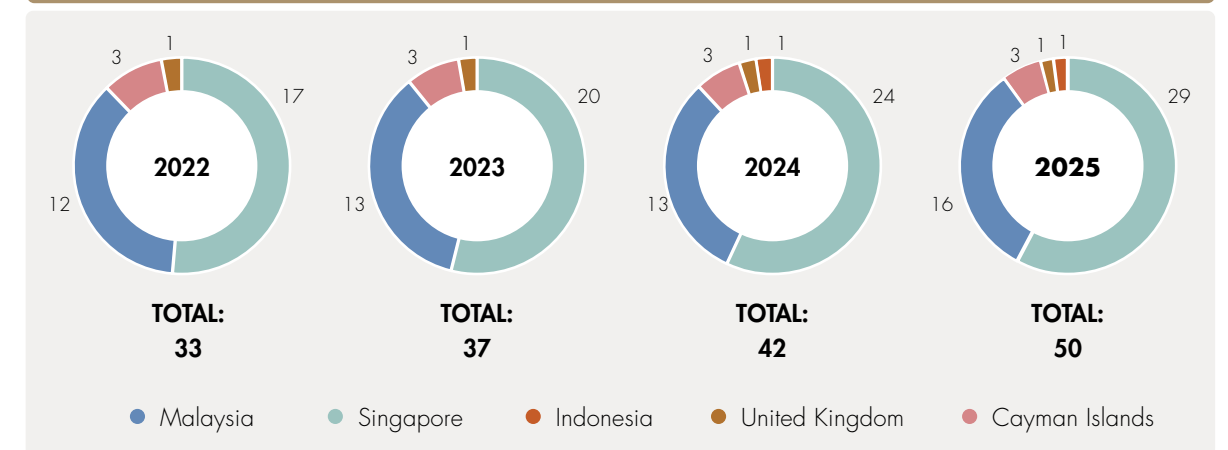 3
1
17
12
2022
TOTAL:
33
3
1
20
13
2023
TOTAL:
37
3
1
1
24
13
2024
TOTAL:
42
3
1
1
29
16
2025
TOTAL:
50
Malaysia
Singapore
Indonesia
United Kingdom
Cayman Islands